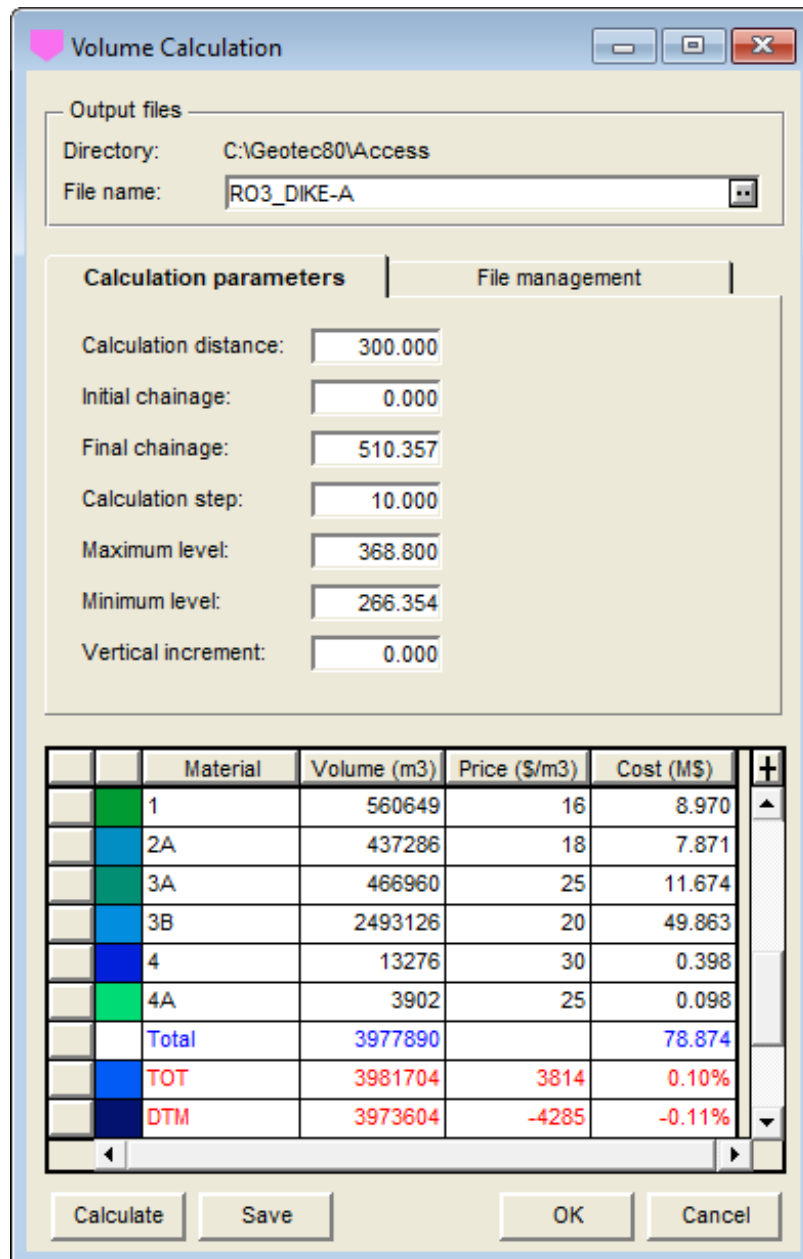 Volume Calculation
Output files
Directory: C:\Geotec80\Access
File name: RO3_DIKE-A
Calculation parameters File management
Calculation distance: 300.000
Initial chainage: 0.000
Final chainage: 510.357
Calculation step: 10.000
Maximum level: 368.800
Minimum level: 266.354
Vertical increment: 0.000
Material Volume (m3) Price ($/m3) Cost (M$) +
1 560649 16 8.970
2A 437286 18 7.871
3A 466960 25 11.674
3B 2493126 20 49.863
4 13276 30 0.398
4A 3902 25 0.098
Total 3977890 78.874
TOT 3981704 3814 0.10%
DTM 3973604 -4285 -0.11%
Calculate Save OK Cancel